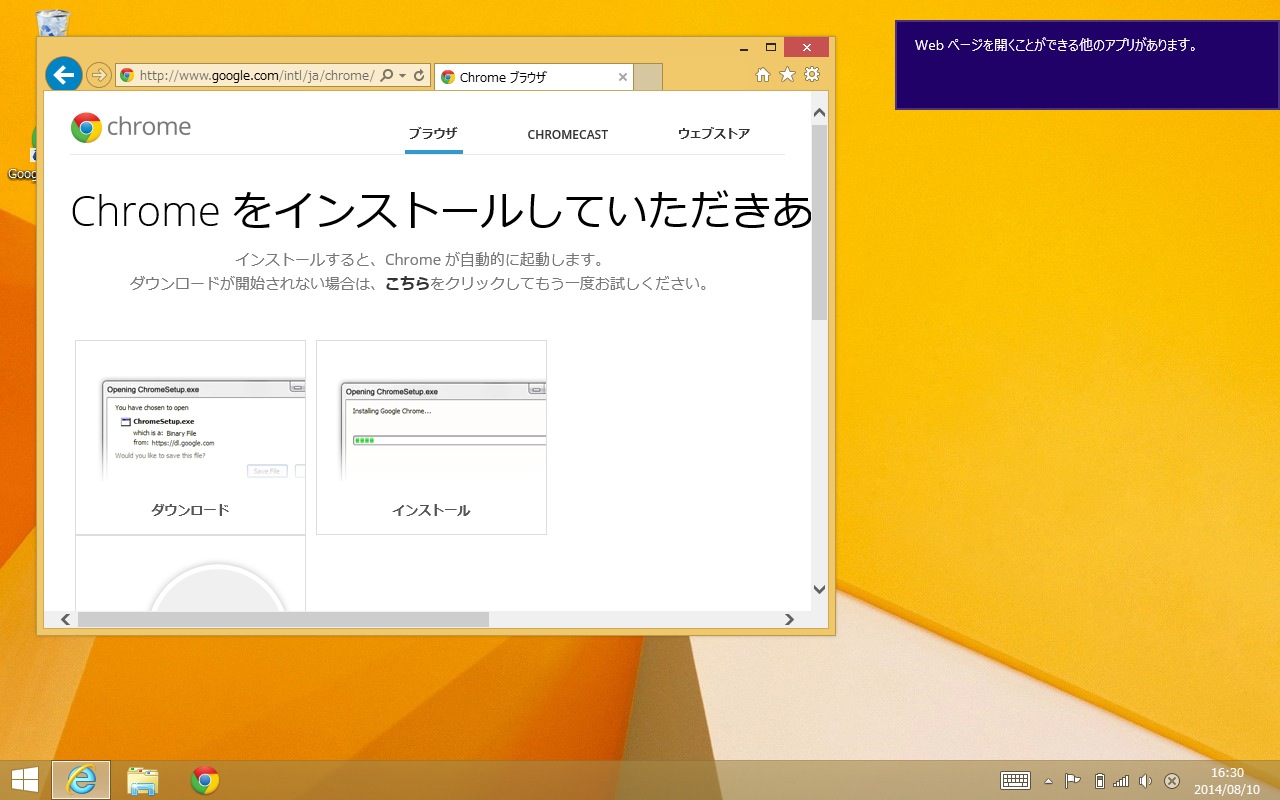 Web ページを開くことができる他のアプリがあります。
http://www.google.com/intl/ja/chrome/
Chrome ブラウザ
chrome
ブラウザ
CHROMECAST
ウェブストア
Goog
Chrome をインストールしていただきあ
インストールすると、Chrome が自動的に起動します。
ダウンロードが開始されない場合は、こちらをクリックしてもう一度お試しください。
Opening ChromeSetup.exe
You have chosen to open
ChromeSetup.exe
which is a: Binary File
from: https://dl.google.com
Would you like to save this file?
Save File
ダウンロード
Opening ChromeSetup.exe
Installing Google Chrome...
インストール
16:30
2014/08/10